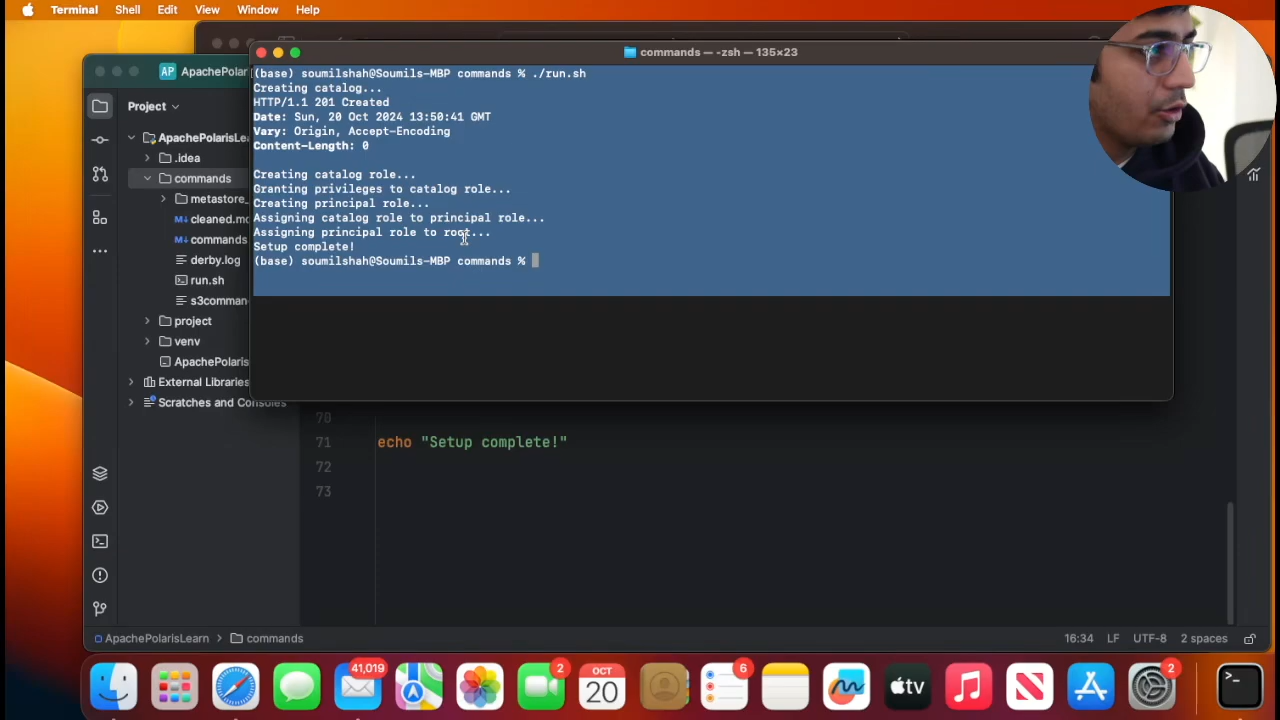 Terminal Shell Edit View Window Help
commands — -zsh — 135×23
AP ApachePolari
(base) soumilshah@Soumils-MBP commands % ./run.sh
Creating catalog...
HTTP/1.1 201 Created
Date: Sun, 20 Oct 2024 13:50:41 GMT
Vary: Origin, Accept-Encoding
Content-Length: 0
Creating catalog role...
Granting privileges to catalog role...
Creating principal role...
Assigning catalog role to principal role...
Assigning principal role to root...
Setup complete!
(base) soumilshah@Soumils-MBP commands %
Project
ApachePolarisLea
.idea
commands
metastore_
cleaned.md
commands
derby.log
run.sh
s3comman
project
venv
ApachePolaris
External Libraries
Scratches and Consoles
70
71 echo "Setup complete!"
72
73
ApachePolarisLearn > commands
16:34 LF UTF-8 2 spaces
41,019
2
OCT
20
6
tv
2
>_